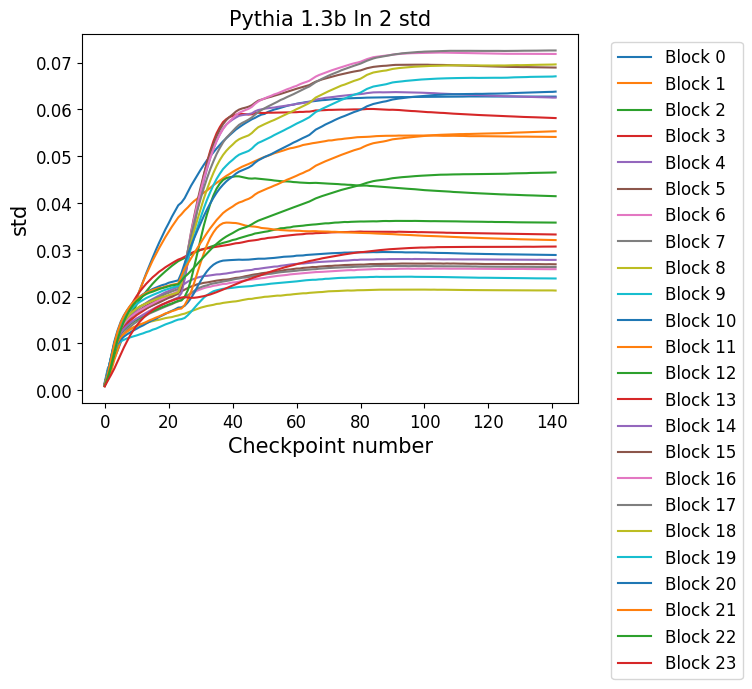 Pythia 1.3b ln 2 std
std
0.07
0.06
0.05
0.04
0.03
0.02
0.01
0.00
0 20 40 60 80 100 120 140
Checkpoint number
Block 0
Block 1
Block 2
Block 3
Block 4
Block 5
Block 6
Block 7
Block 8
Block 9
Block 10
Block 11
Block 12
Block 13
Block 14
Block 15
Block 16
Block 17
Block 18
Block 19
Block 20
Block 21
Block 22
Block 23